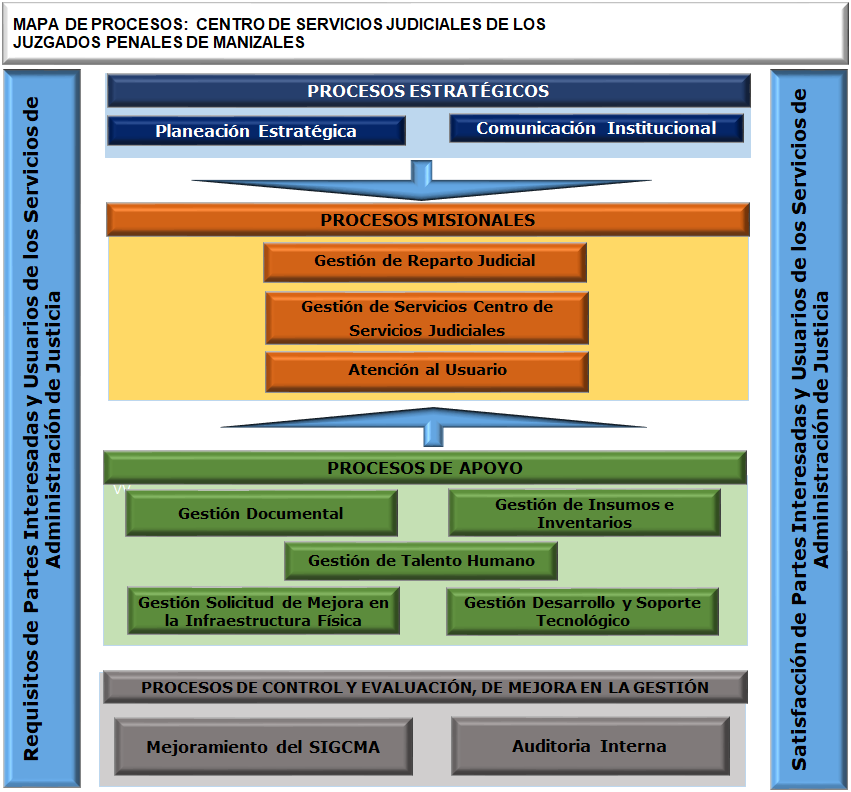 MAPA DE PROCESOS: CENTRO DE SERVICIOS JUDICIALES DE LOS
JUZGADOS PENALES DE MANIZALES
Requisitos de Partes Interesadas y Usuarios de los Servicios de
Administración de Justicia
PROCESOS ESTRATÉGICOS
Planeación Estratégica
Comunicación Institucional
PROCESOS MISIONALES
Gestión de Reparto Judicial
Gestión de Servicios Centro de
Servicios Judiciales
Atención al Usuario
PROCESOS DE APOYO
Gestión Documental
Gestión de Insumos e
Inventarios
Gestión de Talento Humano
Gestión Solicitud de Mejora en
la Infraestructura Física
Gestión Desarrollo y Soporte
Tecnológico
PROCESOS DE CONTROL Y EVALUACIÓN, DE MEJORA EN LA GESTIÓN
Mejoramiento del SIGCMA
Auditoria Interna
Satisfacción de Partes Interesadas y Usuarios de los Servicios de
Administración de Justicia